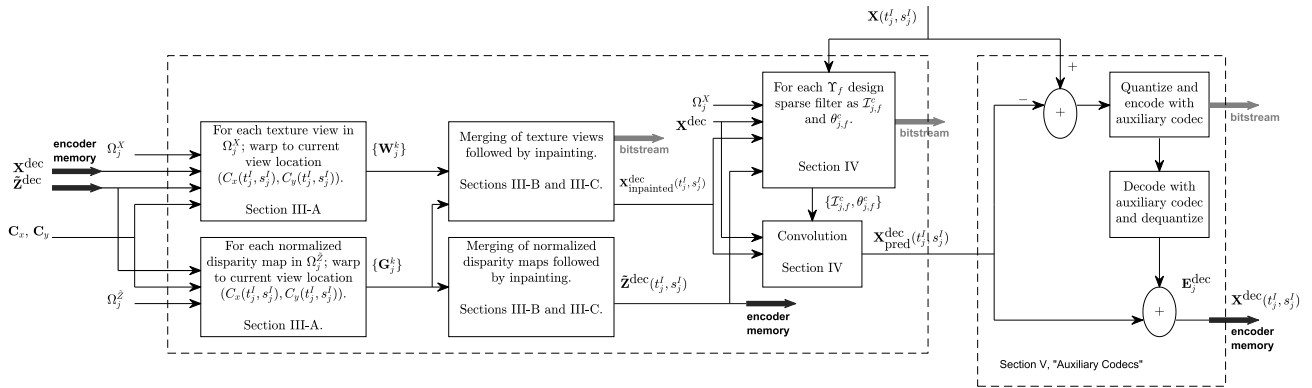 X(t_j^I, s_j^I)
encoder
memory
X^dec
Z̃^dec
Ω_j^X
C_x, C_y
Ω_j^Z̃
For each texture view in
Ω_j^X; warp to current
view location
(C_x(t_j^I, s_j^I), C_y(t_j^I, s_j^I)).
Section III-A
For each normalized
disparity map in Ω_j^Z̃; warp
to current view location
(C_x(t_j^I, s_j^I), C_y(t_j^I, s_j^I)).
Section III-A.
{W_j^k}
{G_j^k}
Merging of texture views
followed by inpainting.
Sections III-B and III-C.
bitstream
X_inpainted^dec(t_j^I, s_j^I)
Merging of normalized
disparity maps followed
by inpainting.
Sections III-B and III-C.
Z̃^dec(t_j^I, s_j^I)
encoder
memory
Ω_j^X
X^dec
For each Υ_f design
sparse filter as I_{j,f}^c
and θ_{j,f}^c.
Section IV
bitstream
{I_{j,f}^c, θ_{j,f}^c}
Convolution
Section IV
X_pred^dec(t_j^I, s_j^I)
+
−
+
Quantize and
encode with
auxiliary codec
bitstream
Decode with
auxiliary codec
and dequantize
E_j^dec
+
X^dec(t_j^I, s_j^I)
encoder
memory
Section V, "Auxiliary Codecs"